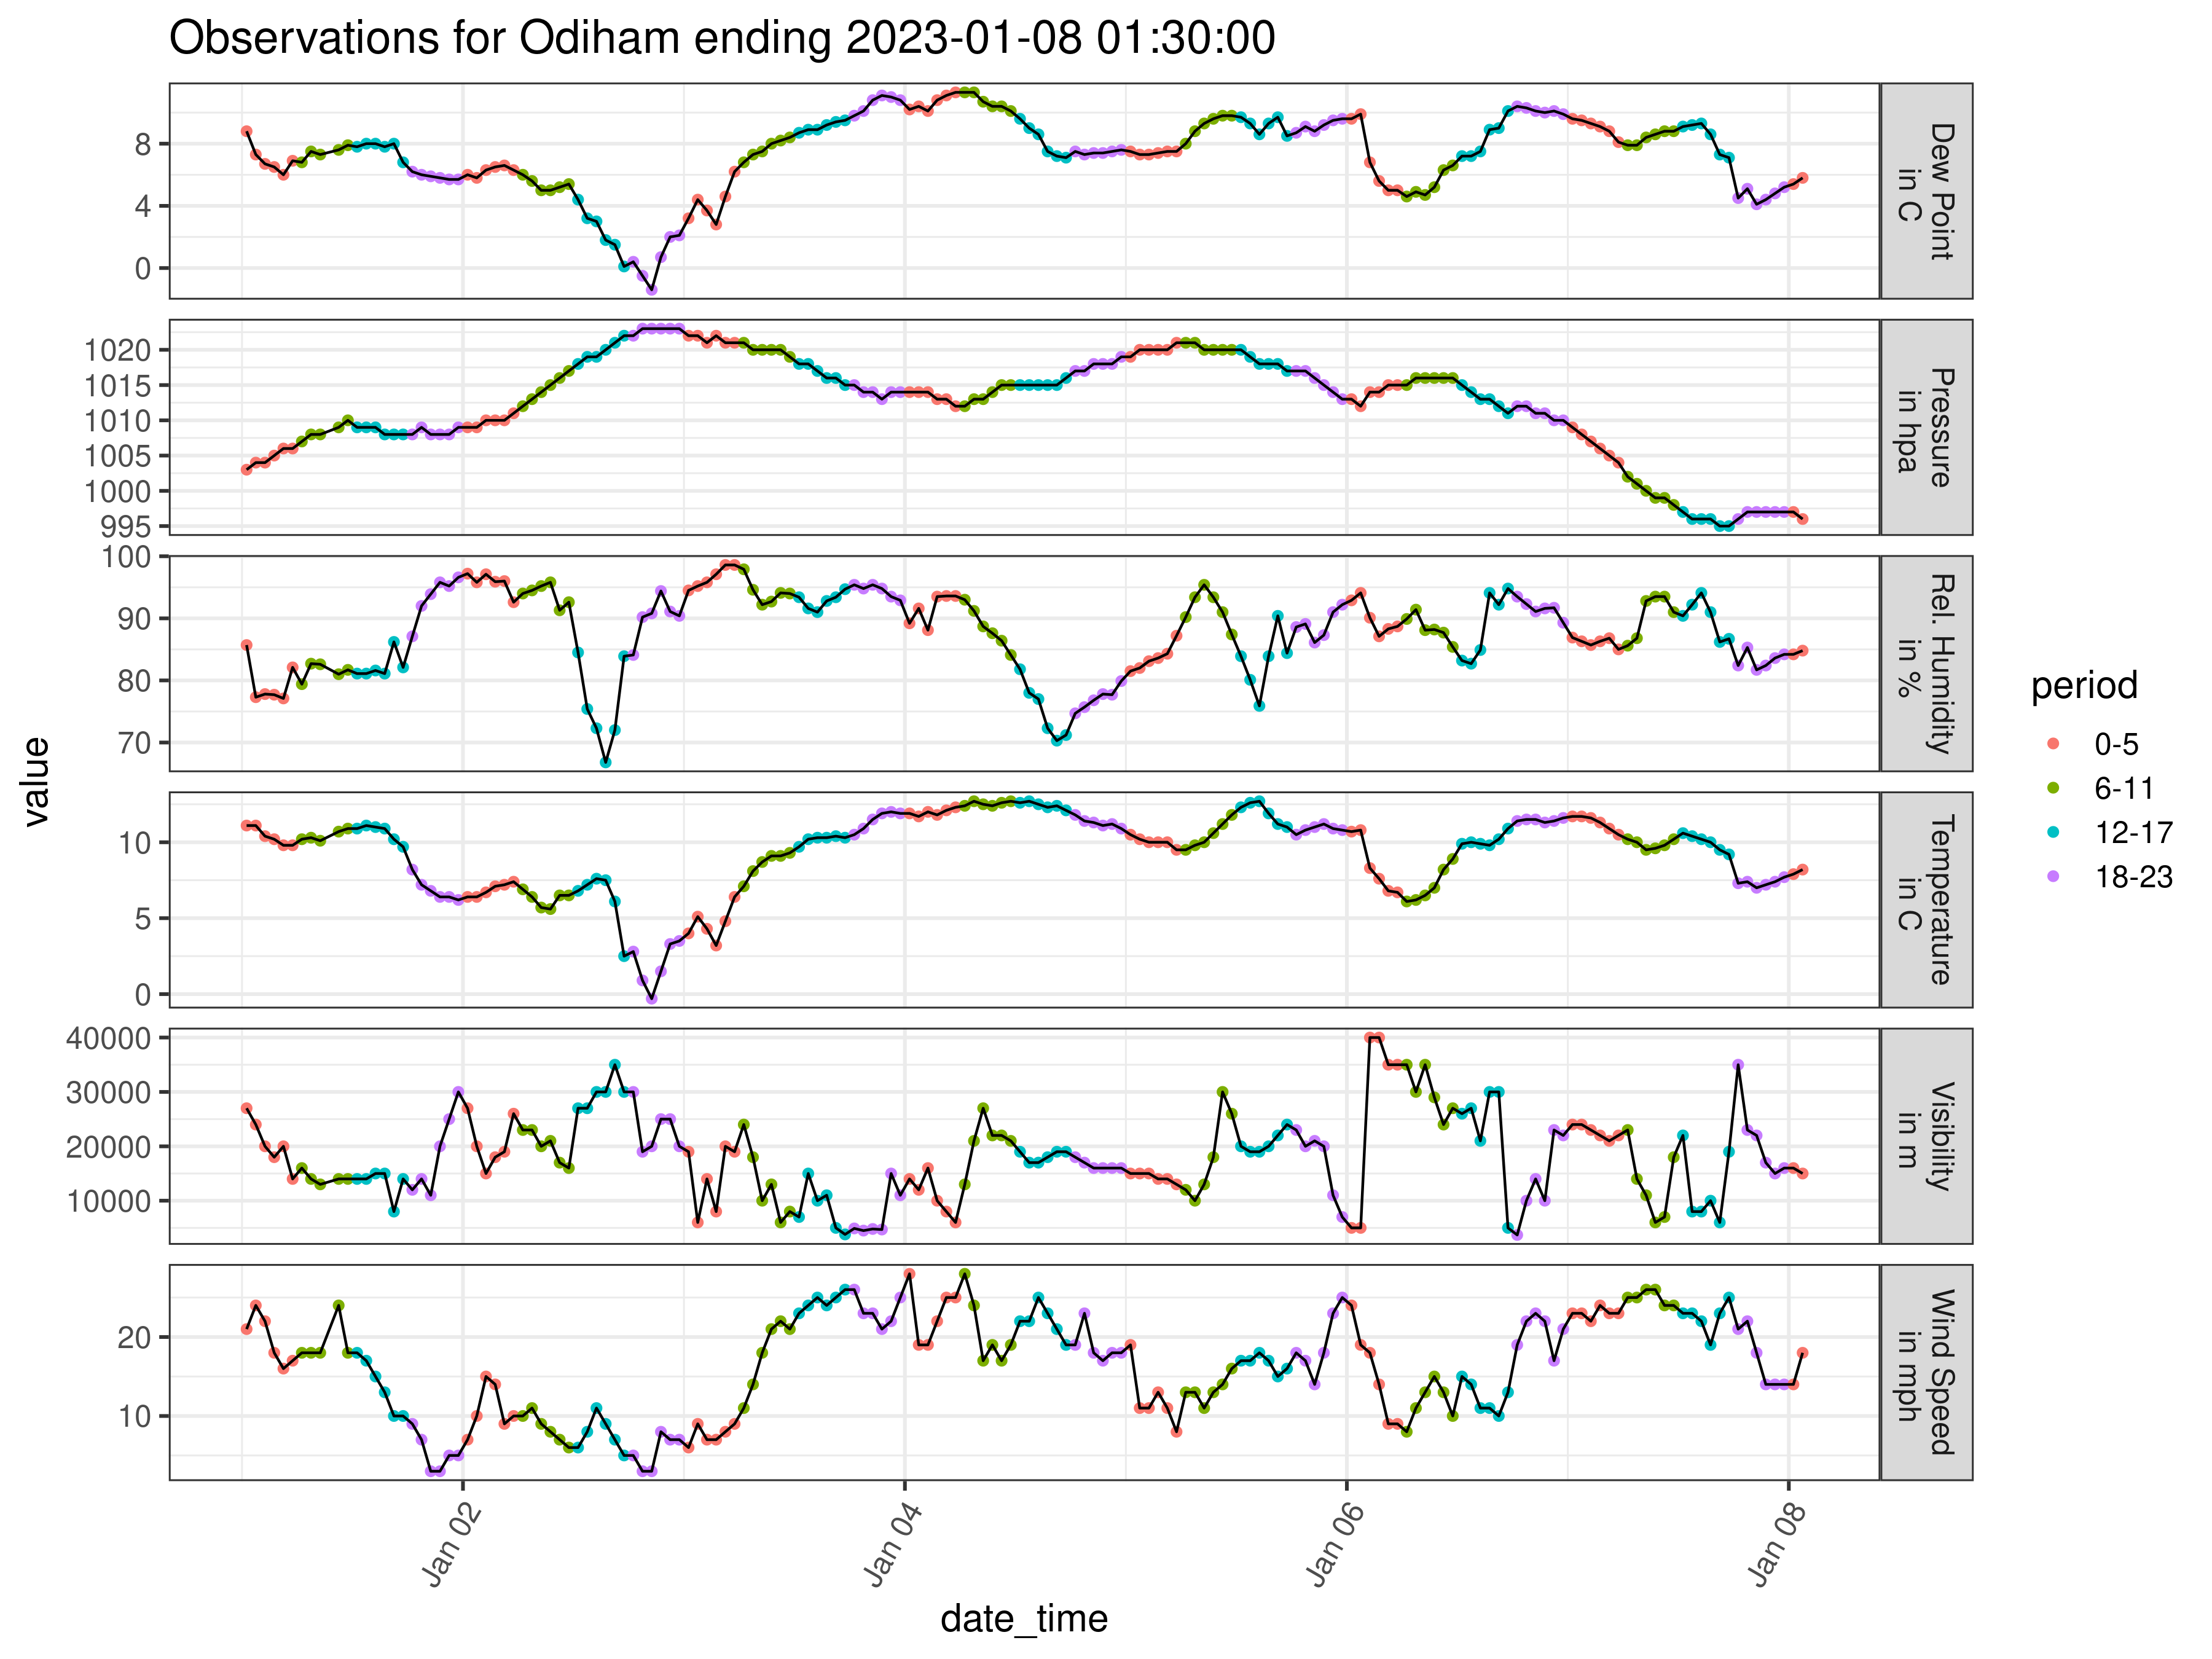 Observations for Odiham ending 2023-01-08 01:30:00
value
8
4
0
Dew Point
in C
1020
1015
1010
1005
1000
995
Pressure
in hpa
100
90
80
70
Rel. Humidity
in %
10
5
0
Temperature
in C
40000
30000
20000
10000
Visibility
in m
20
10
Wind Speed
in mph
Jan 02
Jan 04
Jan 06
Jan 08
date_time
period
0-5
6-11
12-17
18-23